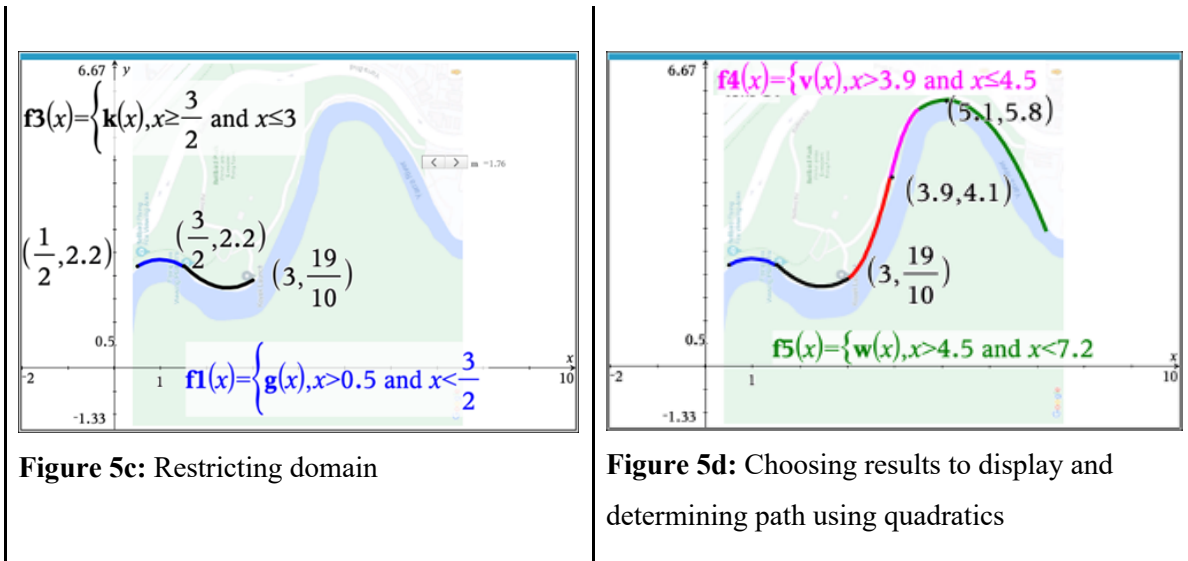 6.67 y
f3(x)={k(x),x≥3/2 and x≤3
m -1.76
(1/2,2.2)
(3/2,2.2)
(3,19/10)
0.5
x
-2
1
10
f1(x)={g(x),x>0.5 and x<3/2
-1.33
Figure 5c: Restricting domain
6.67
f4(x)={v(x),x>3.9 and x≤4.5
(5.1,5.8)
(3.9,4.1)
(3,19/10)
0.5
f5(x)={w(x),x>4.5 and x<7.2
x
-2
1
10
-1.33
Google
Figure 5d: Choosing results to display and
determining path using quadratics